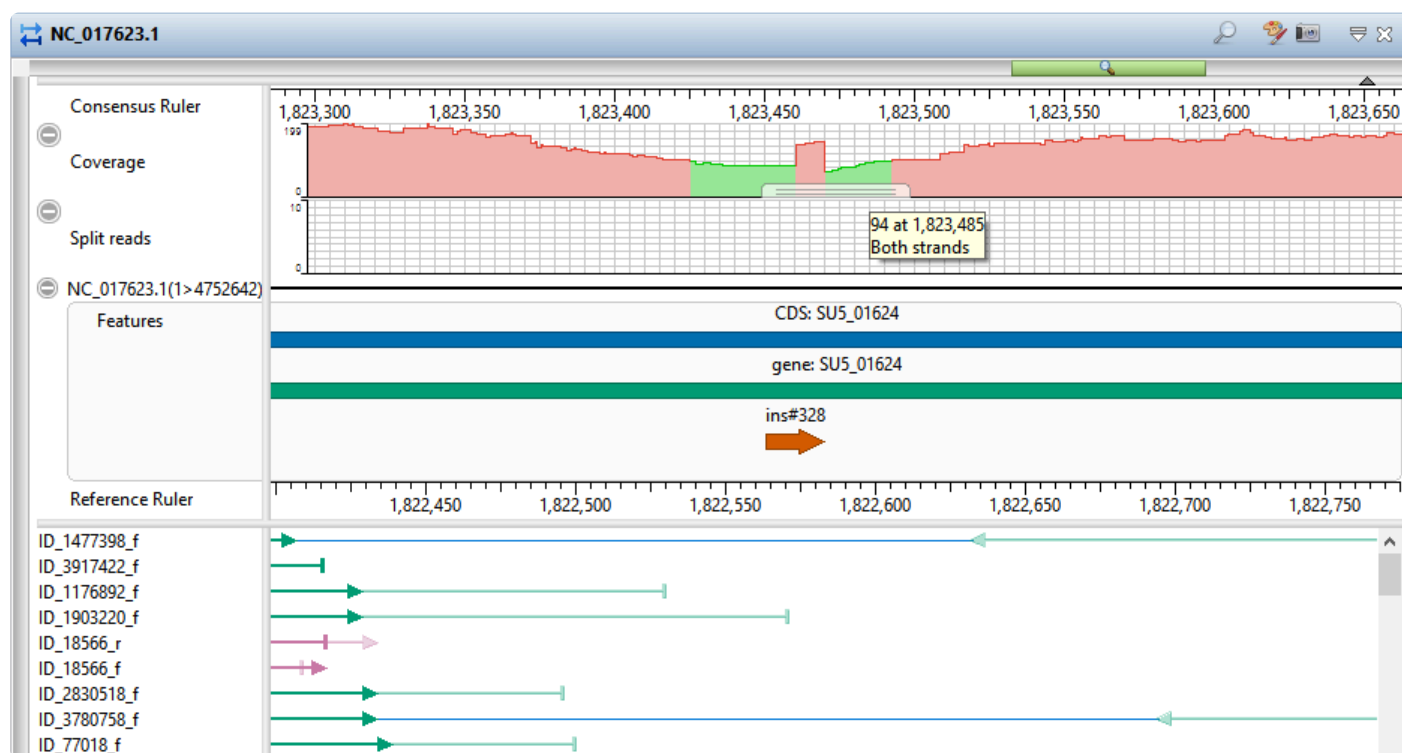 NC_017623.1
Consensus Ruler
1,823,300 1,823,350 1,823,400 1,823,450 1,823,500 1,823,550 1,823,600 1,823,650
199
Coverage
0
10
Split reads
0
94 at 1,823,485
Both strands
NC_017623.1(1>4752642)
Features
CDS: SU5_01624
gene: SU5_01624
ins#328
Reference Ruler
1,822,450 1,822,500 1,822,550 1,822,600 1,822,650 1,822,700 1,822,750
ID_1477398_f
ID_3917422_f
ID_1176892_f
ID_1903220_f
ID_18566_r
ID_18566_f
ID_2830518_f
ID_3780758_f
ID_77018_f